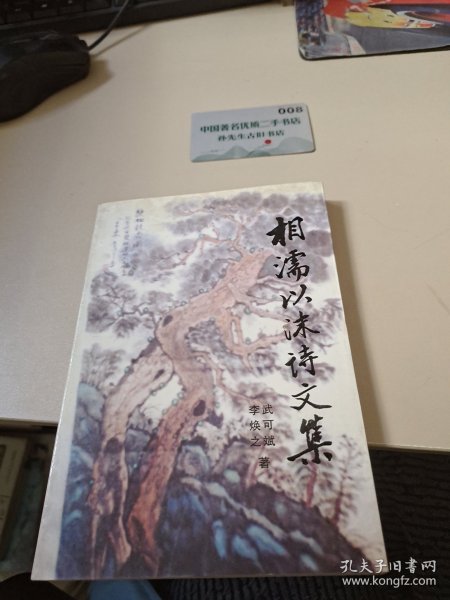 008
中国著名优质二手书店
孙先生古旧书店
相濡以沫诗文集
武可斌
李焕之
著
孔夫子旧书网
www.kongfz.com